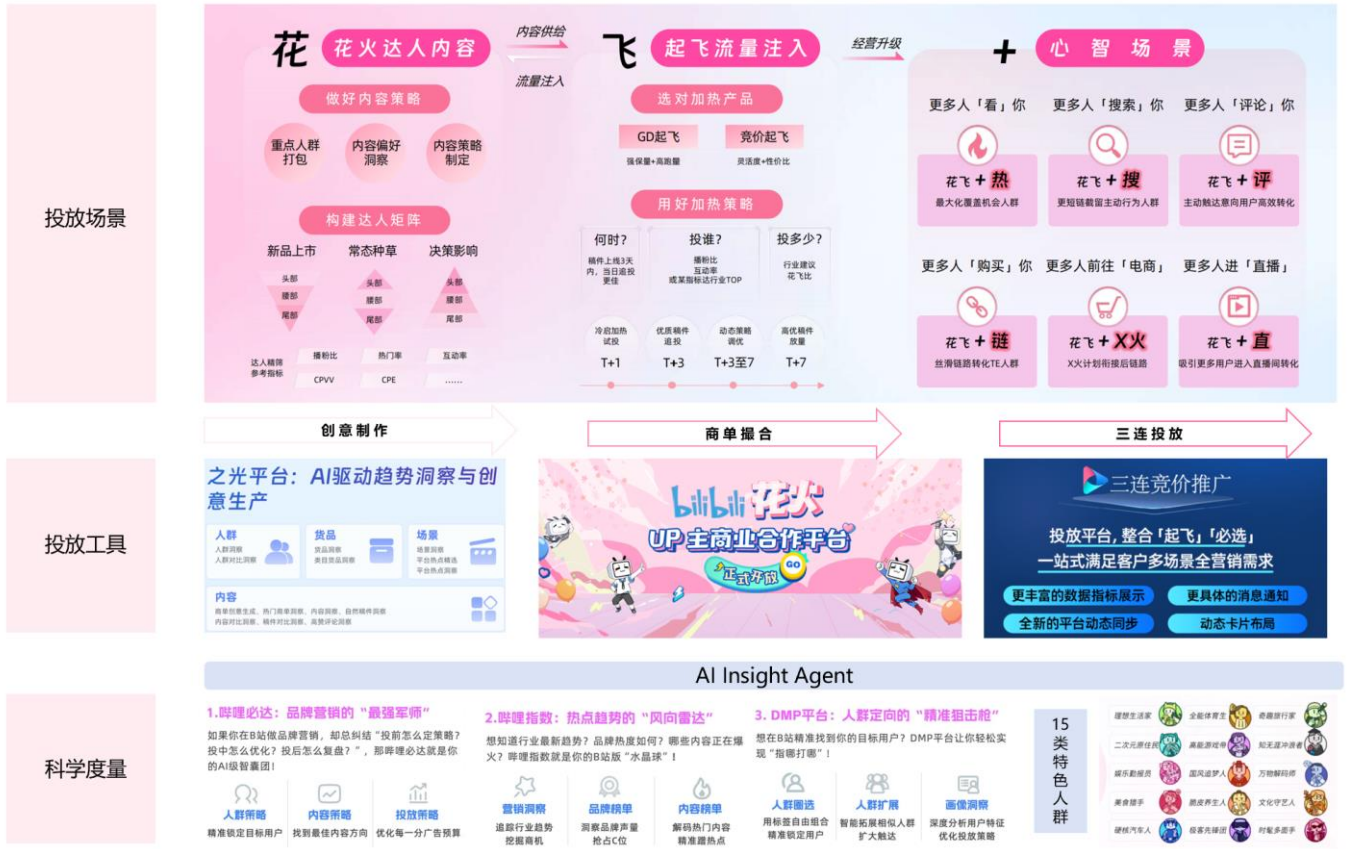 投放场景
花 花火达人内容
内容供给
流量注入
飞 起飞流量注入
经营升级
+ 心智场景
做好内容策略
重点人群
打包
内容偏好
洞察
内容策略
制定
构建达人矩阵
新品上市 常态种草 决策影响
头部
腰部
尾部
头部
腰部
尾部
头部
腰部
尾部
达人精筛
参考指标
播粉比 热门率 互动率
CPVV CPE ......
选对加热产品
GD起飞 竞价起飞
强保量+高跑量 灵活度+性价比
用好加热策略
何时?
稿件上线3天
内,当日追投
更佳
投谁?
播粉比
互动率
或某指标达行业TOP
投多少?
行业建议
花飞比
冷启加热
试投
优质稿件
追投
动态策略
调优
高优稿件
放量
T+1 T+3 T+3至7 T+7
更多人「看」你 更多人「搜索」你 更多人「评论」你
花飞+热 花飞+搜 花飞+评
最大化覆盖机会人群 更短链截留主动行为人群 主动触达意向用户高效转化
更多人「购买」你 更多人前往「电商」 更多人进「直播」
花飞+链 花飞+X火 花飞+直
丝滑链路转化TE人群 X火计划衔接后链路 吸引更多用户进入直播间转化
创意制作 商单撮合 三连投放
投放工具
之光平台:AI驱动趋势洞察与创
意生产
人群
人群洞察
人群对比洞察
货品
货品洞察
类目货品洞察
场景
场景洞察
平台热点精选
平台热点洞察
内容
商单创意生成、热门商单洞察、内容洞察、自然稿件洞察
内容对比洞察、稿件对比洞察、高赞评论洞察
bilibili 花火
UP主商业合作平台
正式开放 GO
三连竞价推广
投放平台,整合「起飞」「必选」
一站式满足客户多场景全营销需求
更丰富的数据指标展示 更具体的消息通知
全新的平台动态同步 动态卡片布局
AI Insight Agent
科学度量
1.哔哩必达:品牌营销的“最强军师”
如果你在B站做品牌营销,却总纠结“投前怎么定策略?
投中怎么优化?投后怎么复盘?”,那哔哩必达就是你
的AI级智囊团!
人群策略 内容策略 投放策略
精准锁定目标用户 找到最佳内容方向 优化每一分广告预算
2.哔哩指数:热点趋势的“风向雷达”
想知道行业最新趋势?品牌热度如何?哪些内容正在爆
火?哔哩指数就是你的B站版“水晶球”!
营销洞察 品牌榜单 内容榜单
追踪行业趋势 洞察品牌声量 解码热门内容
挖掘商机 抢占C位 精准蹭热点
3. DMP平台:人群定向的“精准狙击枪”
想在B站精准找到你的目标用户?DMP平台让你轻松实
现“指哪打哪”!
人群圈选 人群扩展 画像洞察
用标签自由组合 智能拓展相似人群 深度分析用户特征
精准锁定用户 扩大触达 优化投放策略
15
类
特
色
人
群
理想生活家 全能体育生 奇趣旅行家
二次元原住民 高能游戏帝 知无涯冲浪者
娱乐勤报员 国风追梦人 万物解码师
美食猎手 脆皮养生人 文化守艺人
硬核汽车人 极客先锋团 时髦多面手